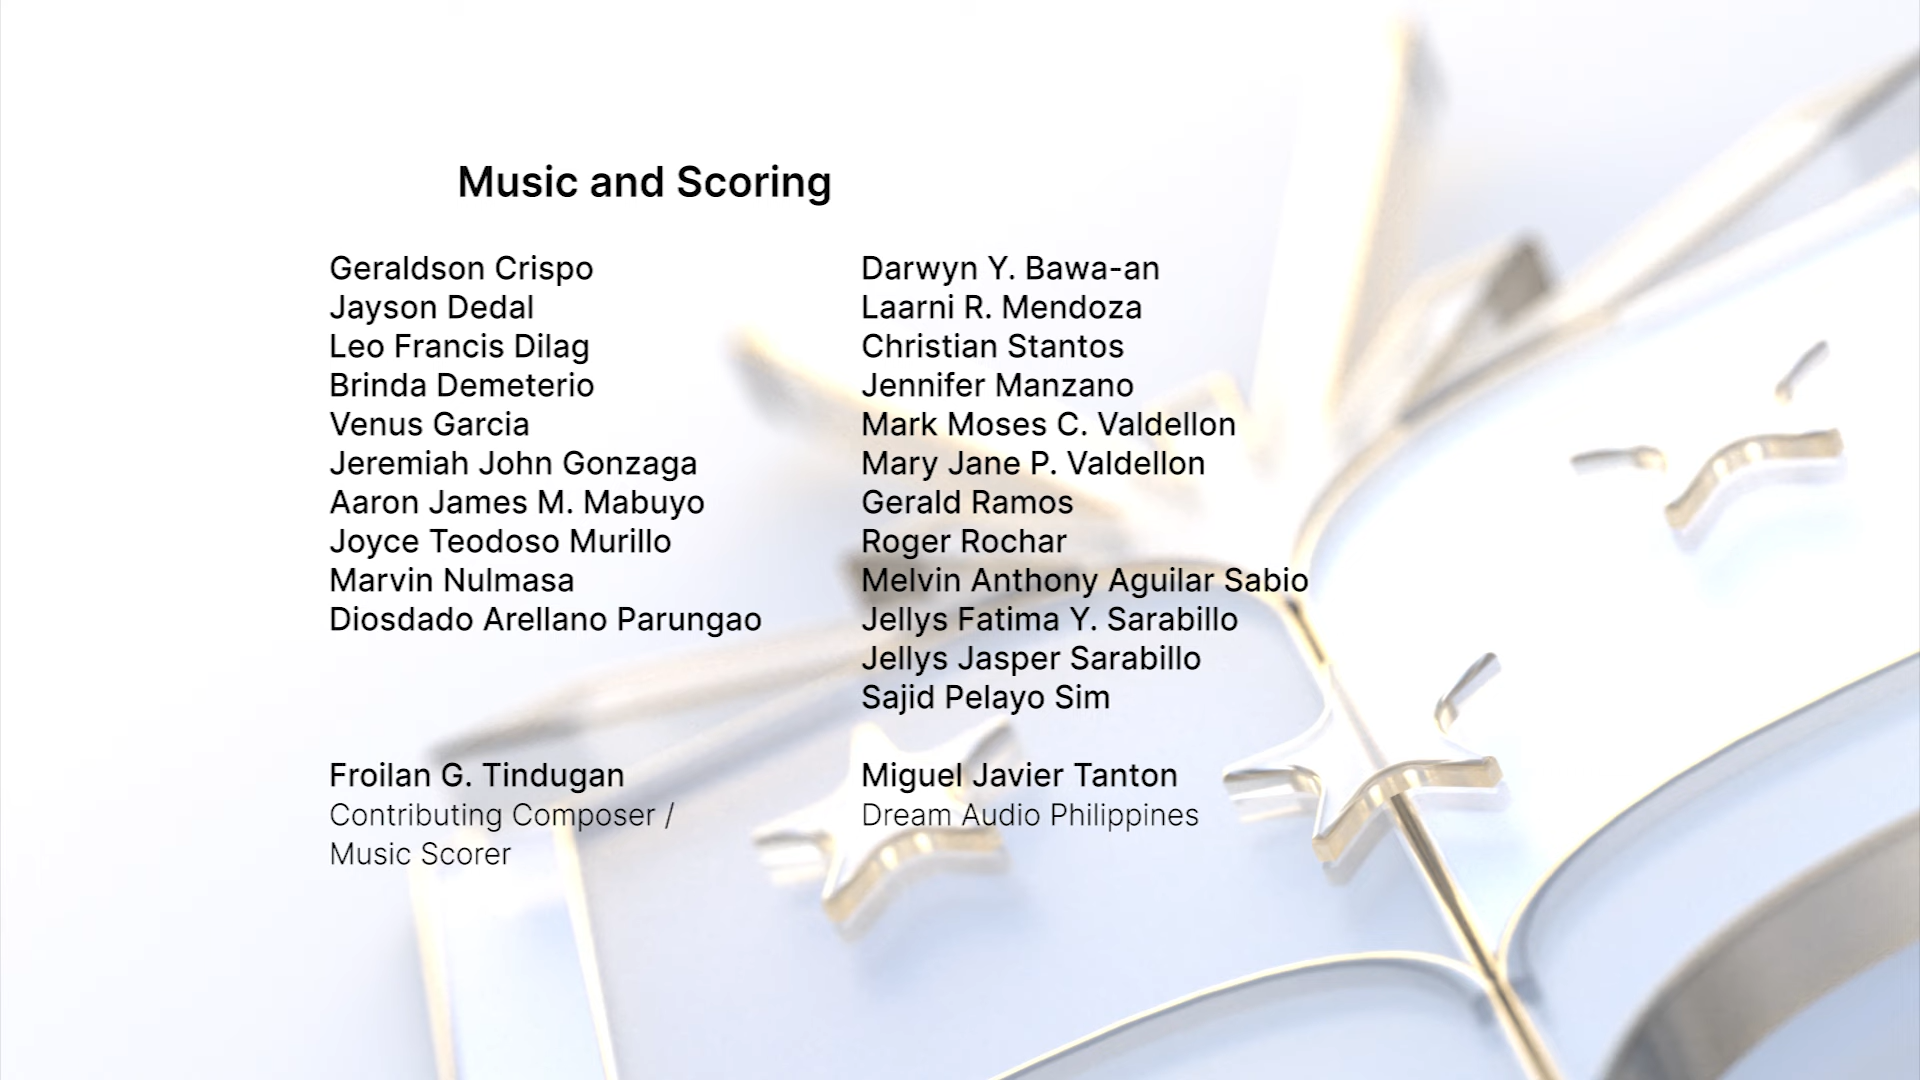 Music and Scoring
Geraldson Crispo
Jayson Dedal
Leo Francis Dilag
Brinda Demeterio
Venus Garcia
Jeremiah John Gonzaga
Aaron James M. Mabuyo
Joyce Teodoso Murillo
Marvin Nulmasa
Diosdado Arellano Parungao
Darwyn Y. Bawa-an
Laarni R. Mendoza
Christian Stantos
Jennifer Manzano
Mark Moses C. Valdellon
Mary Jane P. Valdellon
Gerald Ramos
Roger Rochar
Melvin Anthony Aguilar Sabio
Jellys Fatima Y. Sarabillo
Jellys Jasper Sarabillo
Sajid Pelayo Sim
Froilan G. Tindugan
Contributing Composer /
Music Scorer
Miguel Javier Tanton
Dream Audio Philippines